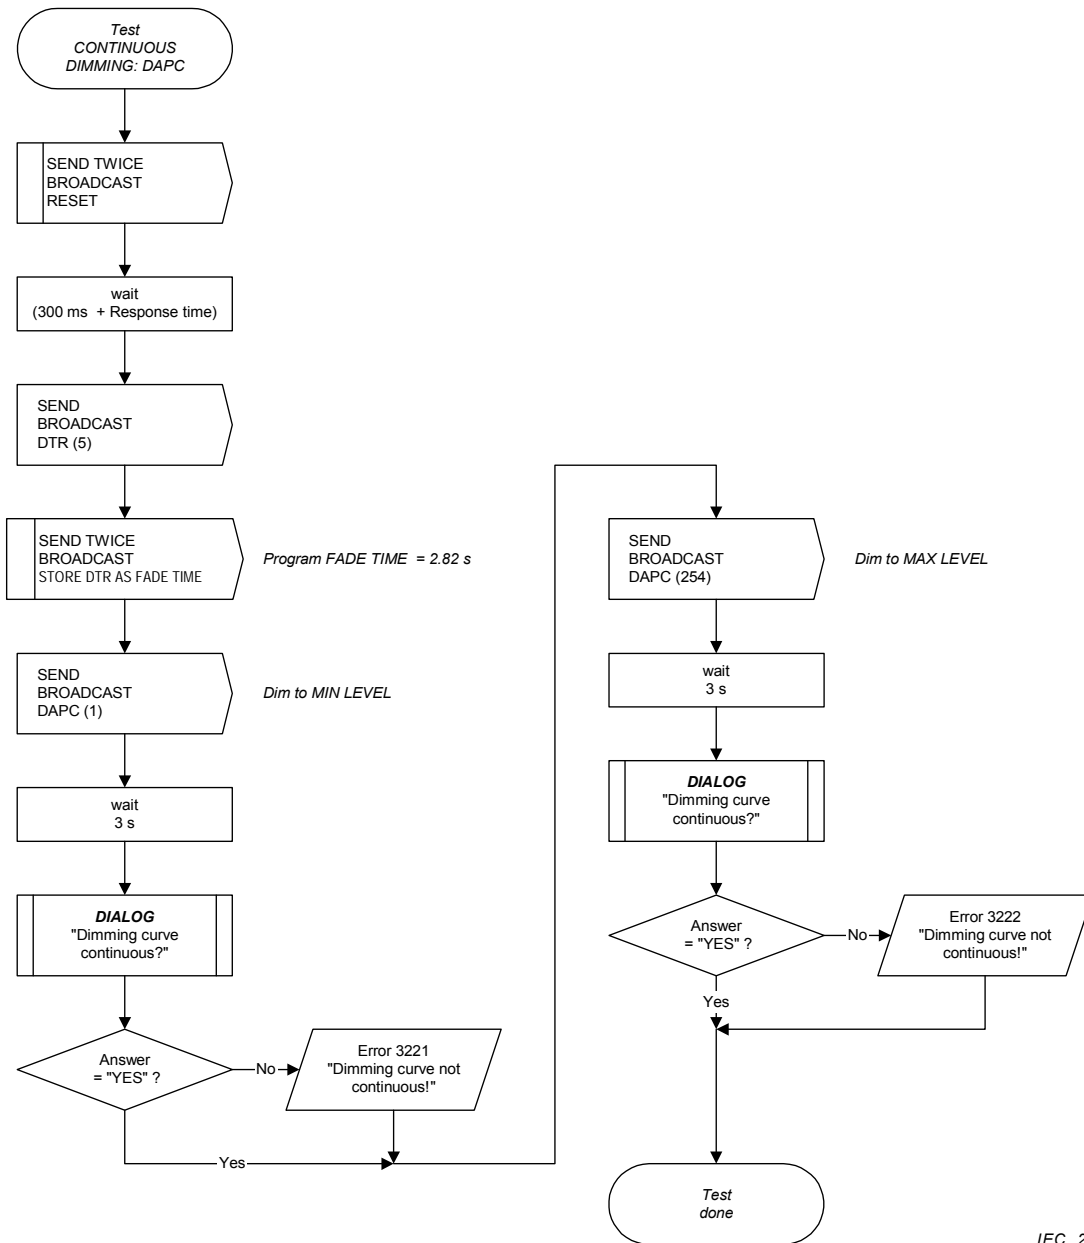 Test
CONTINUOUS
DIMMING: DAPC
SEND TWICE
BROADCAST
RESET
wait
(300 ms + Response time)
SEND
BROADCAST
DTR (5)
SEND TWICE
BROADCAST
STORE DTR AS FADE TIME
Program FADE TIME = 2.82 s
SEND
BROADCAST
DAPC (1)
Dim to MIN LEVEL
wait
3 s
DIALOG
"Dimming curve
continuous?"
Answer
= "YES" ?
No
Error 3221
"Dimming curve not
continuous!"
Yes
SEND
BROADCAST
DAPC (254)
Dim to MAX LEVEL
wait
3 s
DIALOG
"Dimming curve
continuous?"
Answer
= "YES" ?
No
Error 3222
"Dimming curve not
continuous!"
Yes
Test
done
IEC 2